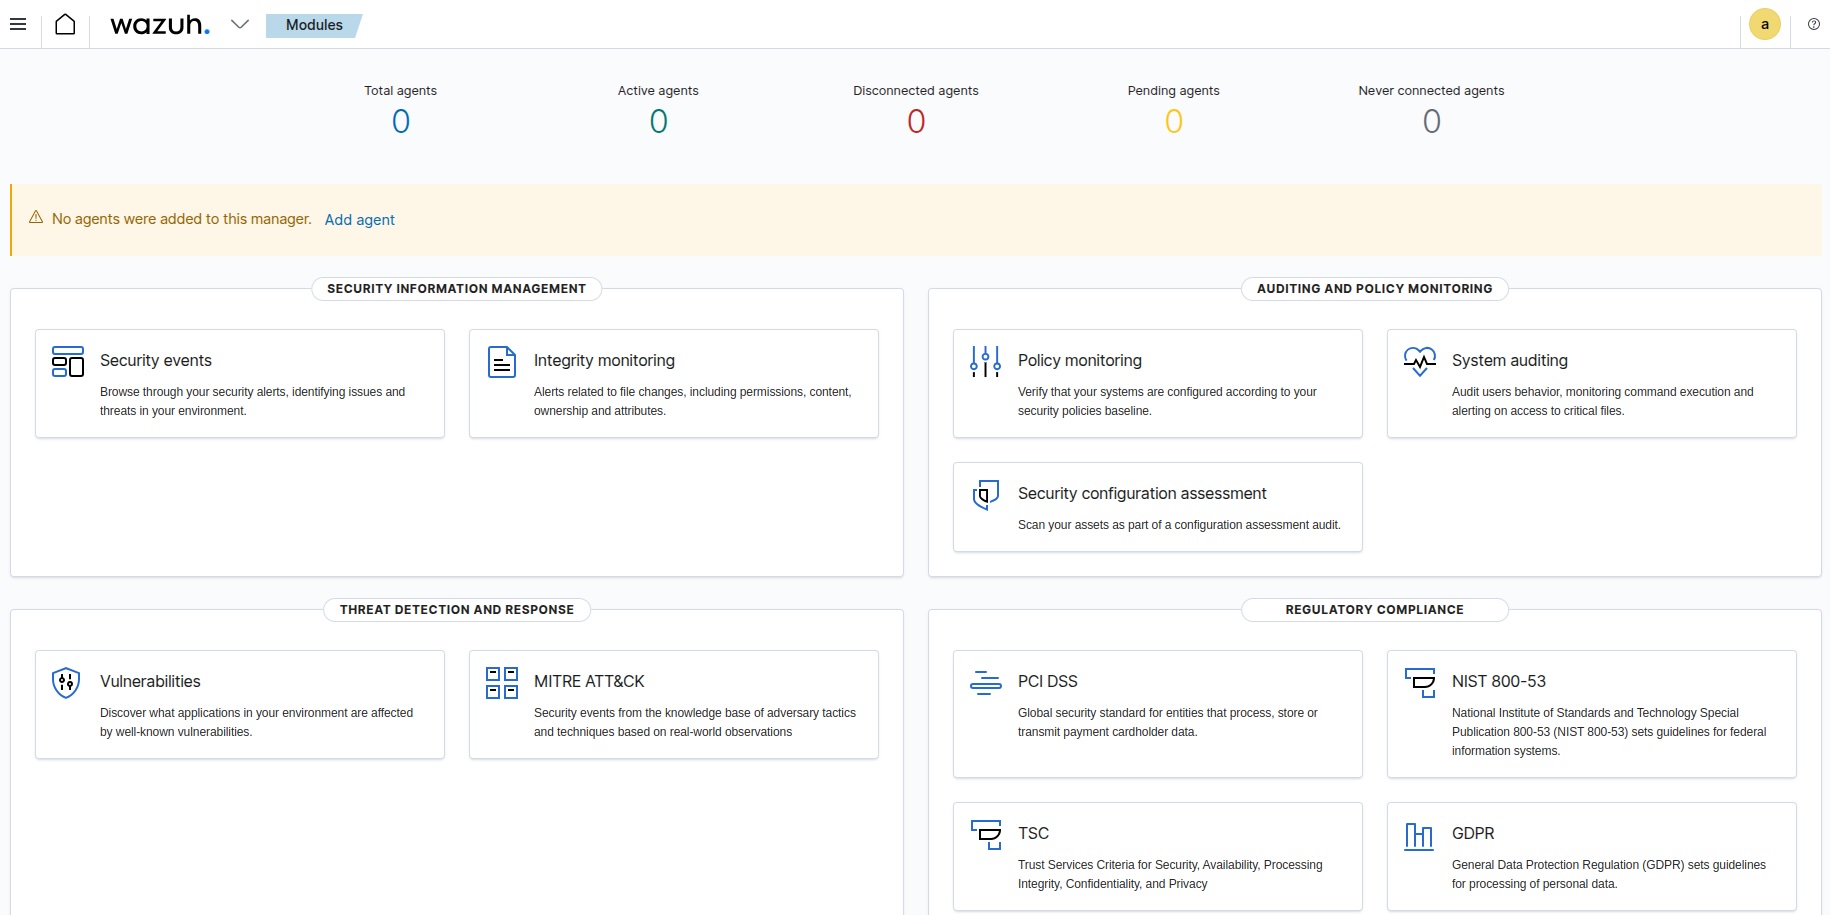 wazuh.
Modules
a
Total agents
0
Active agents
0
Disconnected agents
0
Pending agents
0
Never connected agents
0
No agents were added to this manager. Add agent
SECURITY INFORMATION MANAGEMENT
Security events
Browse through your security alerts, identifying issues and
threats in your environment.
Integrity monitoring
Alerts related to file changes, including permissions, content,
ownership and attributes.
AUDITING AND POLICY MONITORING
Policy monitoring
Verify that your systems are configured according to your
security policies baseline.
System auditing
Audit users behavior, monitoring command execution and
alerting on access to critical files.
Security configuration assessment
Scan your assets as part of a configuration assessment audit.
THREAT DETECTION AND RESPONSE
Vulnerabilities
Discover what applications in your environment are affected
by well-known vulnerabilities.
MITRE ATT&CK
Security events from the knowledge base of adversary tactics
and techniques based on real-world observations
REGULATORY COMPLIANCE
PCI DSS
Global security standard for entities that process, store or
transmit payment cardholder data.
NIST 800-53
National Institute of Standards and Technology Special
Publication 800-53 (NIST 800-53) sets guidelines for federal
information systems.
TSC
Trust Services Criteria for Security, Availability, Processing
Integrity, Confidentiality, and Privacy
GDPR
General Data Protection Regulation (GDPR) sets guidelines
for processing of personal data.